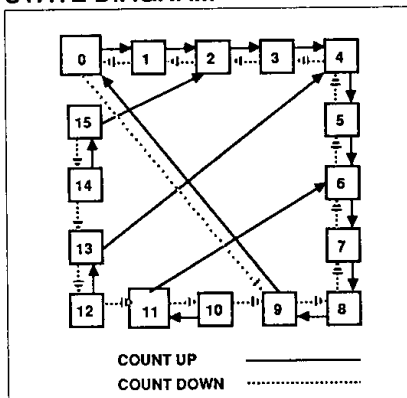 STATE DIAGRAM
0 1 2 3 4
15 5
14 6
13 7
12 11 10 9 8
COUNT UP
COUNT DOWN